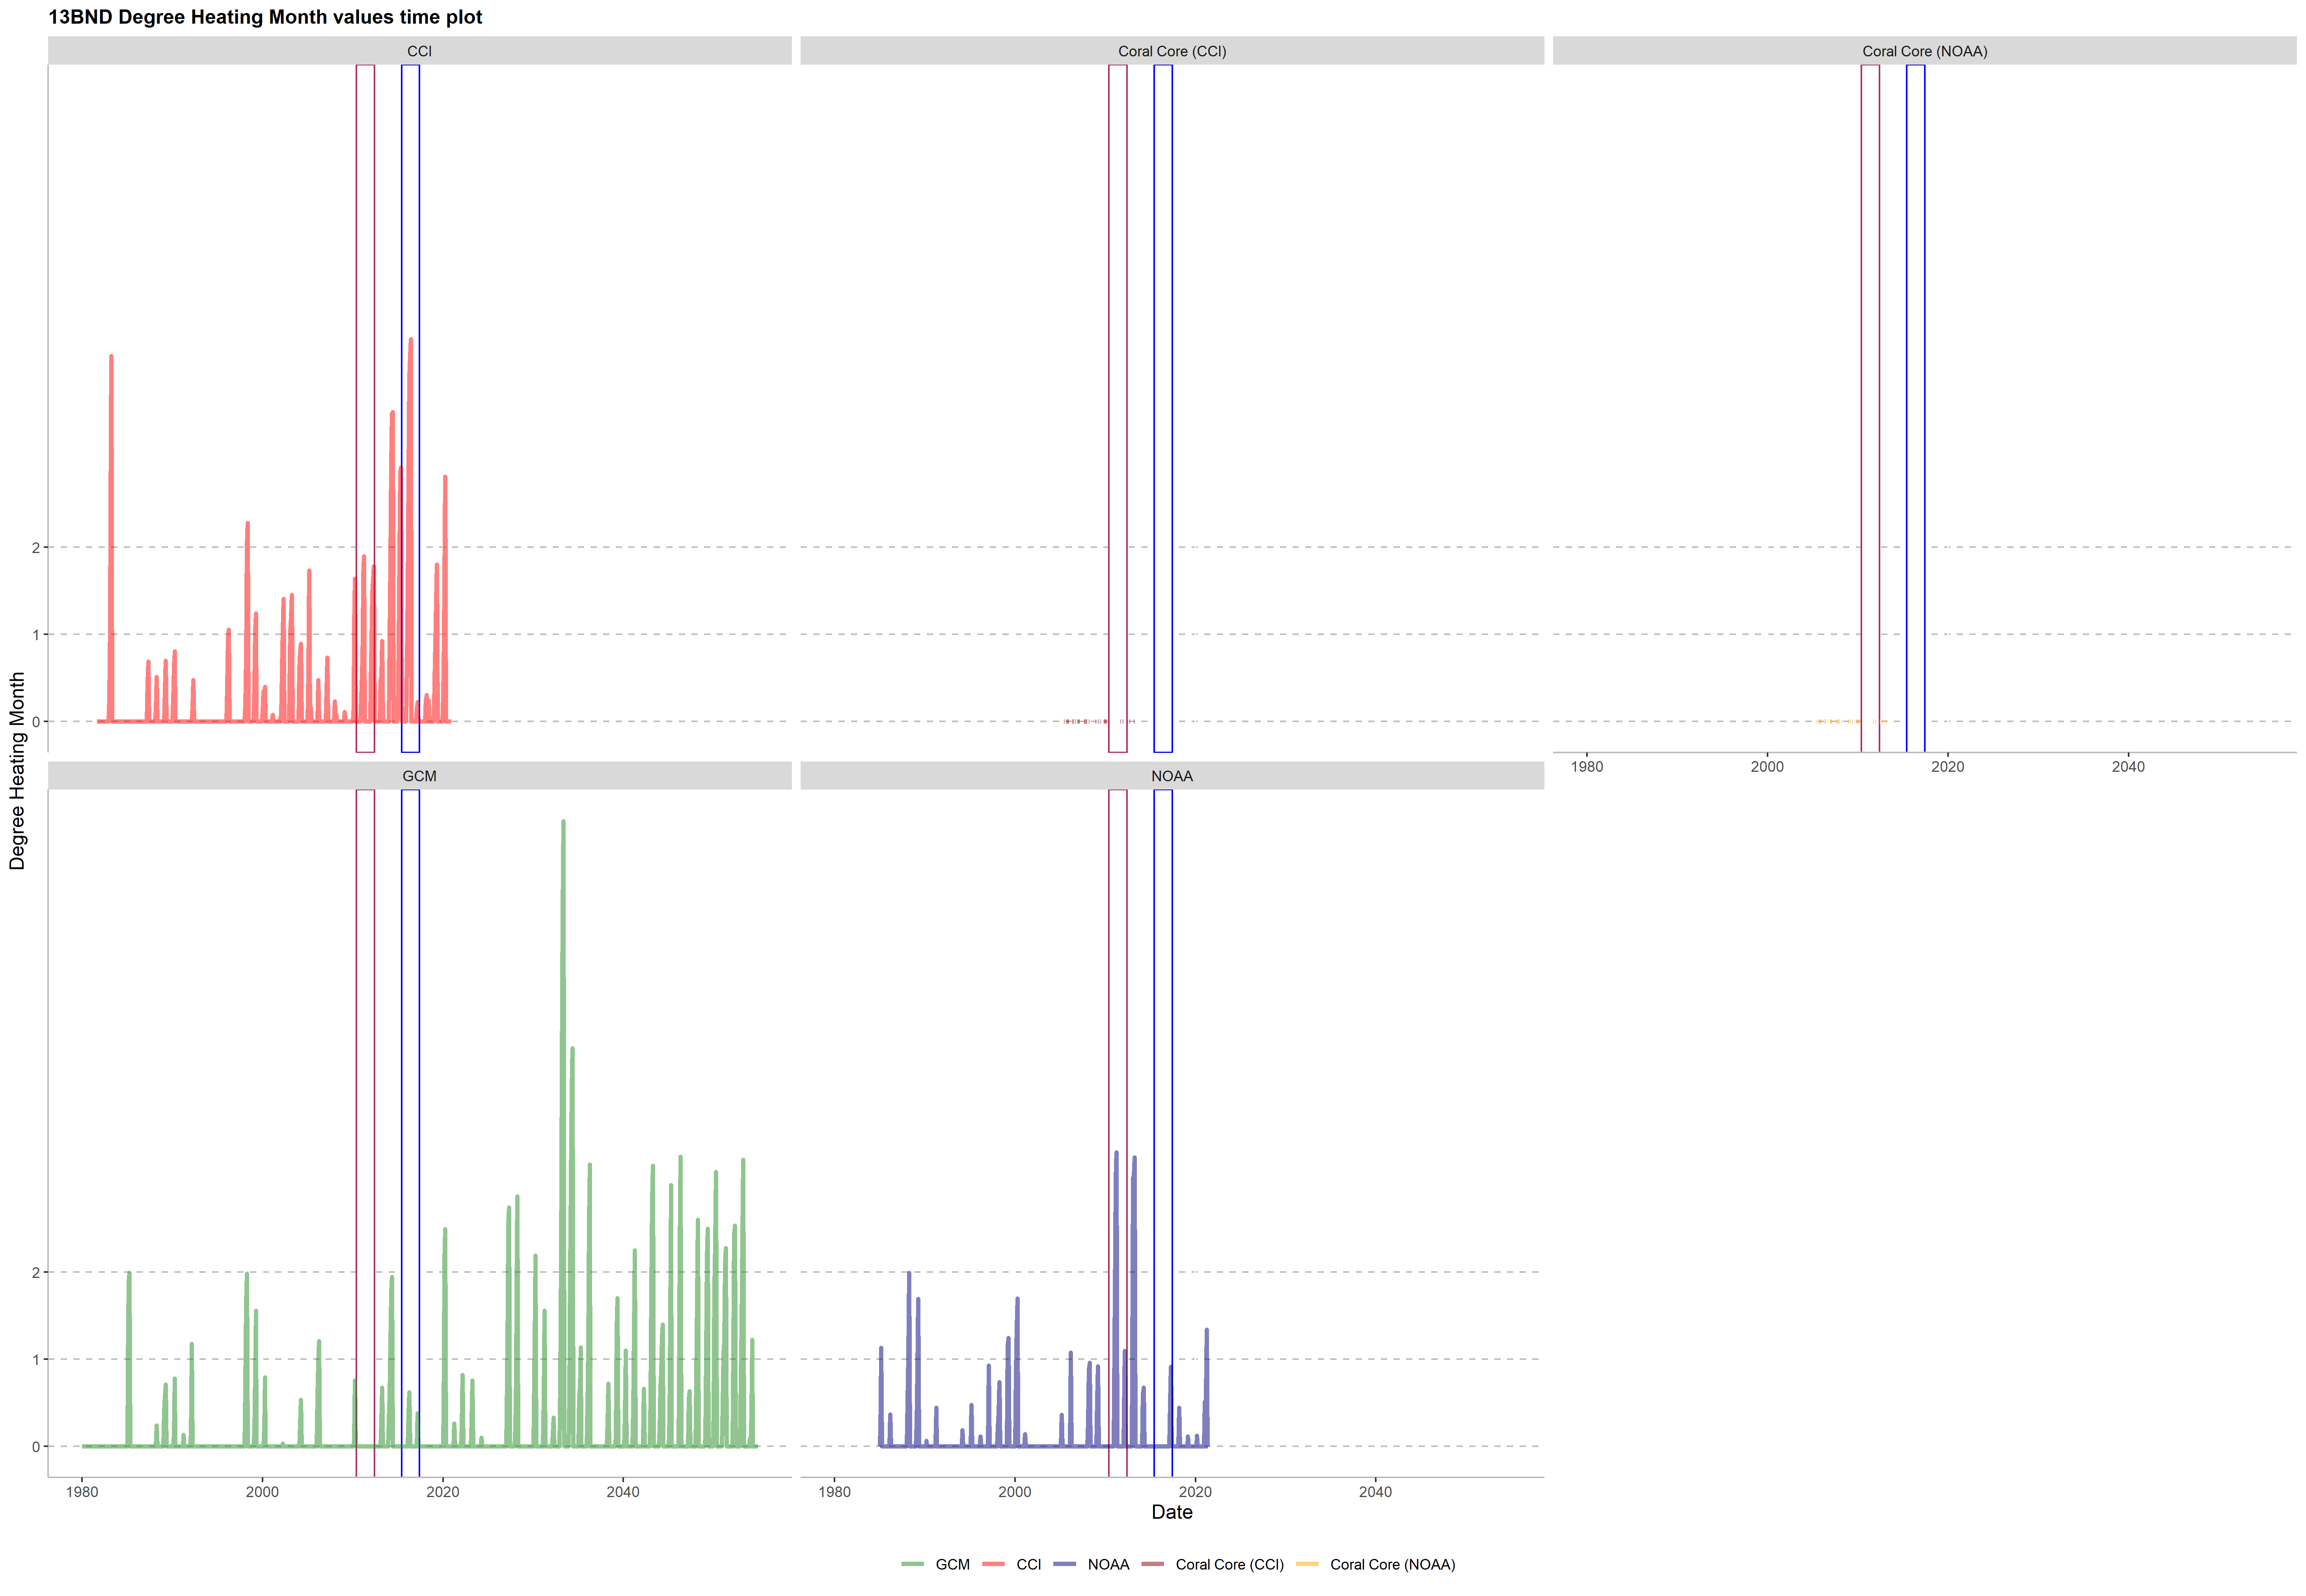 13BND Degree Heating Month values time plot
CCI
Coral Core (CCI)
Coral Core (NOAA)
2
1
0
1980
2000
2020
2040
Degree Heating Month
GCM
NOAA
2
1
0
1980
2000
2020
2040
1980
2000
2020
2040
Date
GCM
CCI
NOAA
Coral Core (CCI)
Coral Core (NOAA)